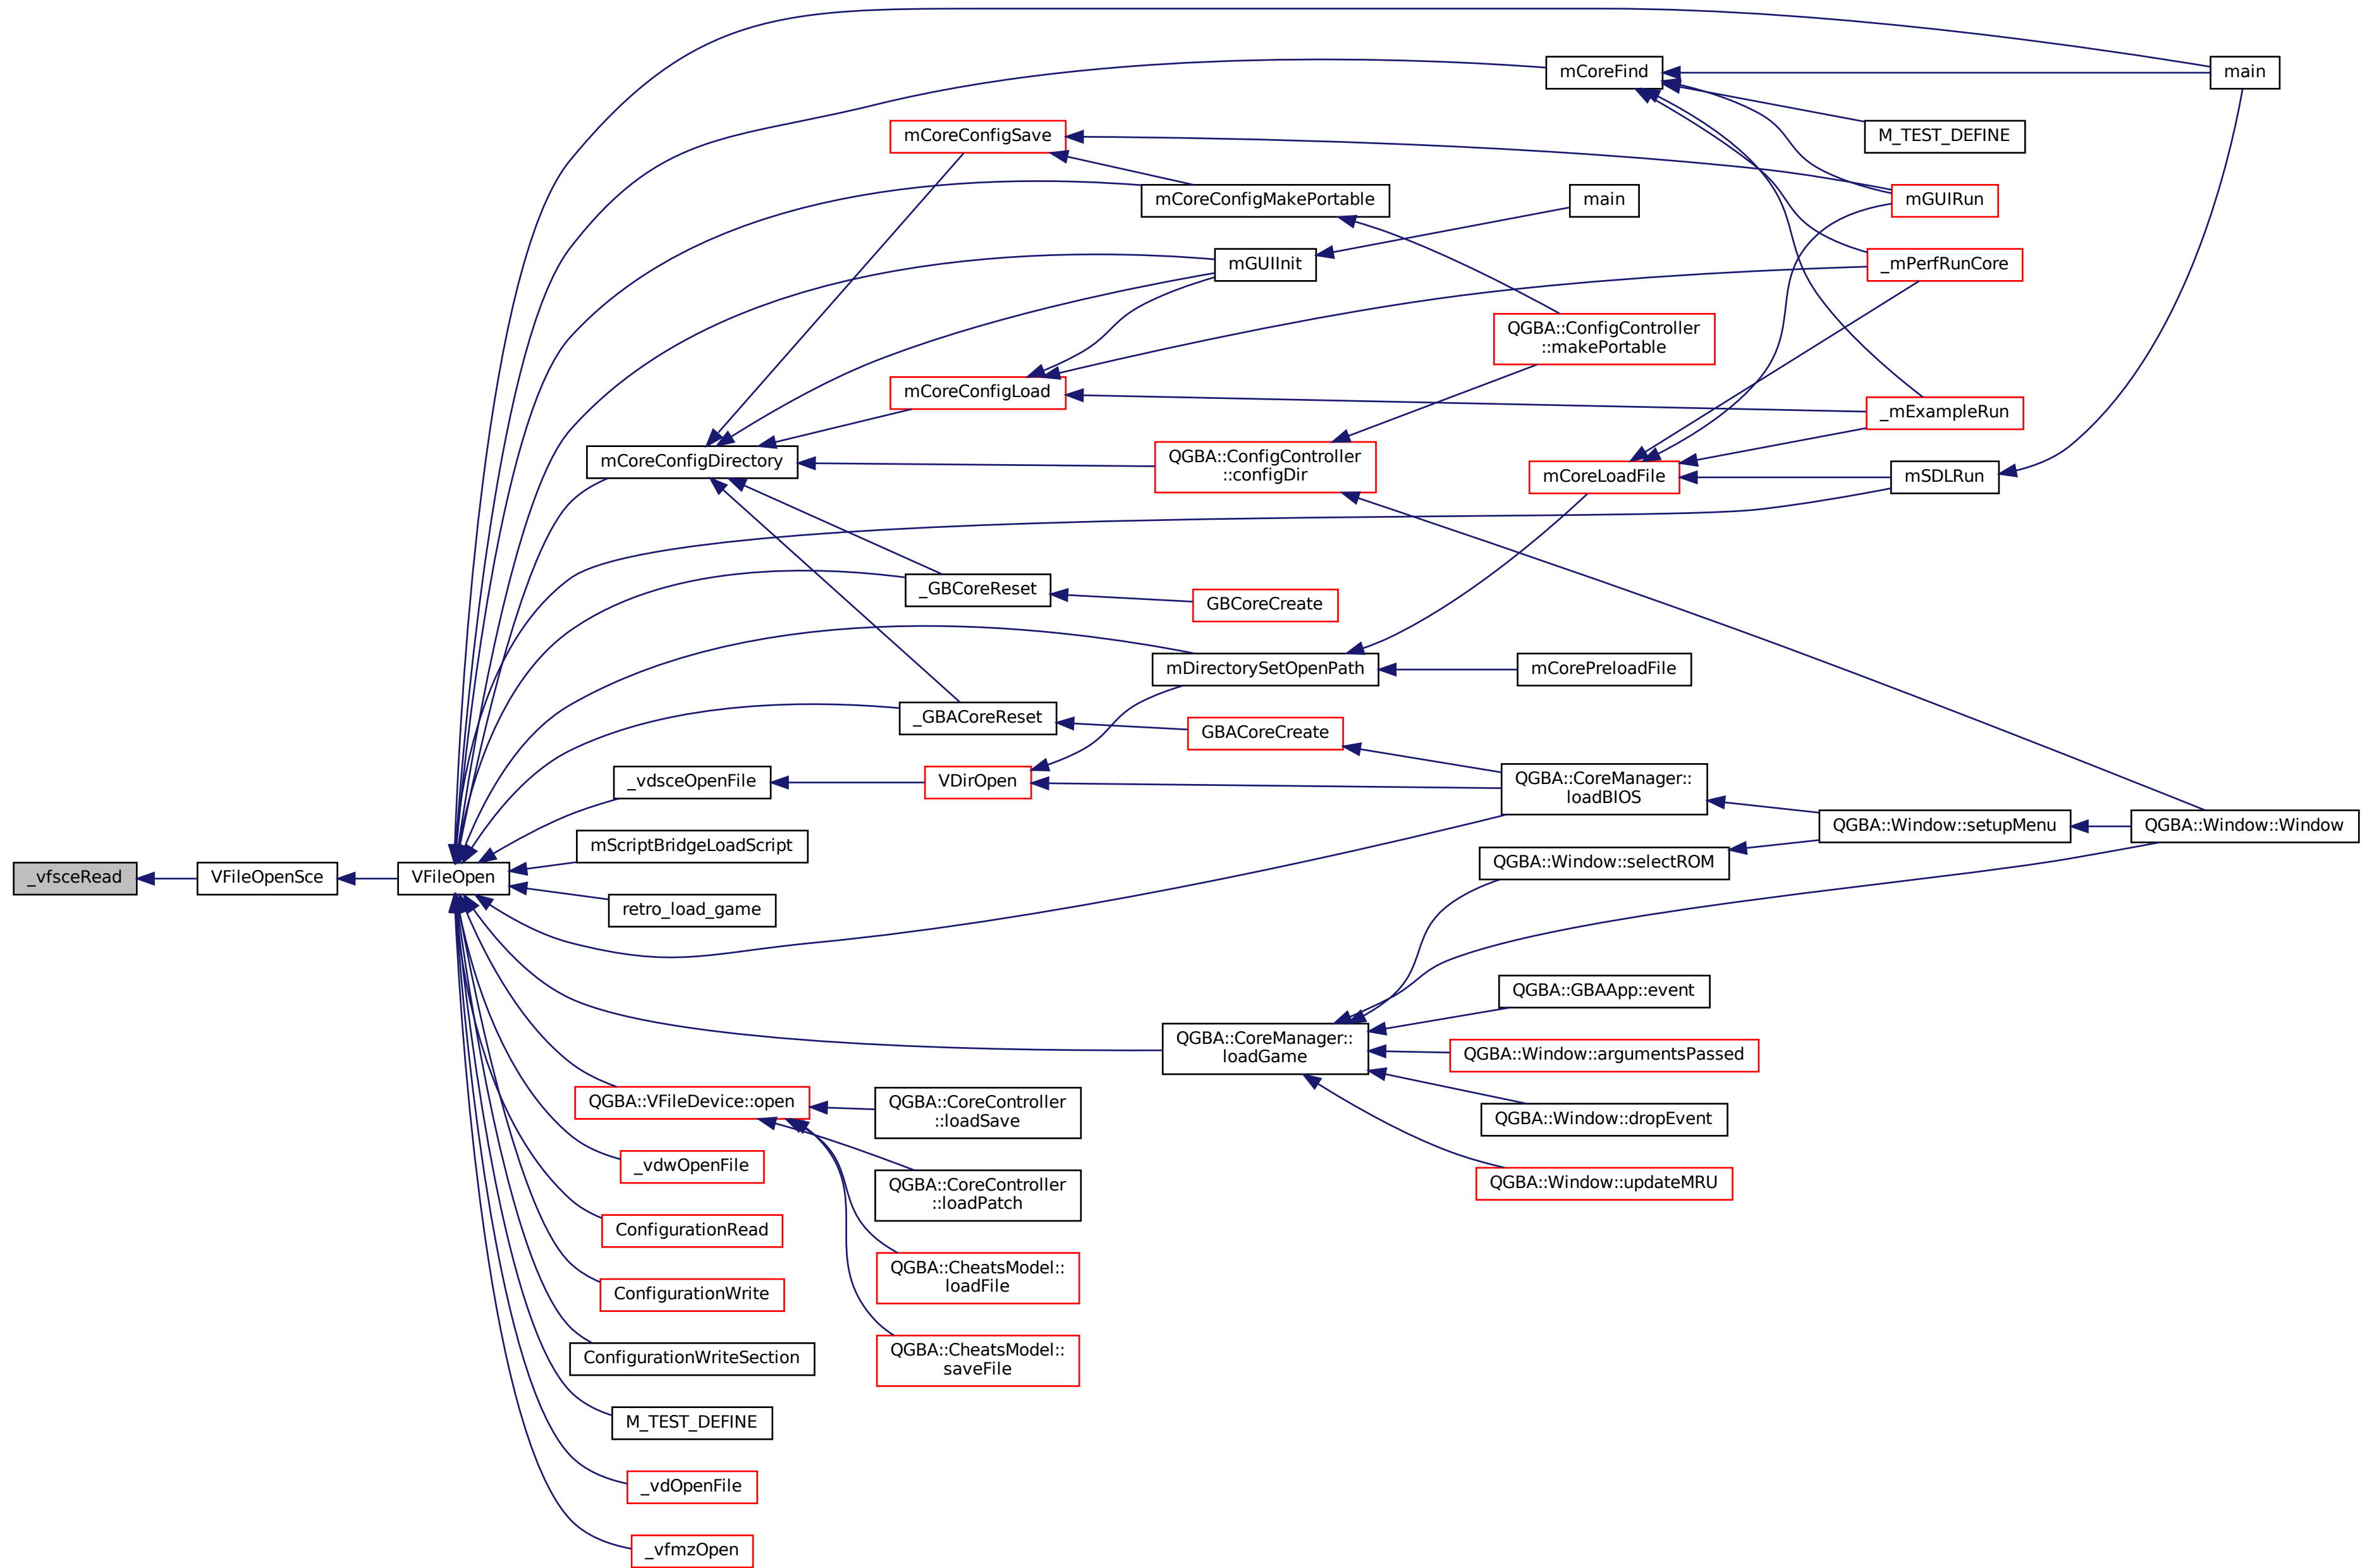 _vfsceRead
VFileOpenSce
VFileOpen
mCoreConfigDirectory
_vdsceOpenFile
mScriptBridgeLoadScript
retro_load_game
QGBA::VFileDevice::open
_vdwOpenFile
ConfigurationRead
ConfigurationWrite
ConfigurationWriteSection
M_TEST_DEFINE
_vdOpenFile
_vfmzOpen
mCoreConfigSave
mCoreConfigLoad
_GBCoreReset
_GBACoreReset
VDirOpen
QGBA::CoreController
::loadSave
QGBA::CoreController
::loadPatch
QGBA::CheatsModel::
loadFile
QGBA::CheatsModel::
saveFile
mCoreConfigMakePortable
mGUIInit
QGBA::ConfigController
::configDir
GBCoreCreate
mDirectorySetOpenPath
GBACoreCreate
QGBA::CoreManager::
loadGame
mCoreFind
main
QGBA::ConfigController
::makePortable
mCoreLoadFile
mCorePreloadFile
QGBA::CoreManager::
loadBIOS
QGBA::Window::selectROM
QGBA::GBAApp::event
QGBA::Window::argumentsPassed
QGBA::Window::dropEvent
QGBA::Window::updateMRU
M_TEST_DEFINE
mGUIRun
_mPerfRunCore
_mExampleRun
mSDLRun
QGBA::Window::setupMenu
main
QGBA::Window::Window